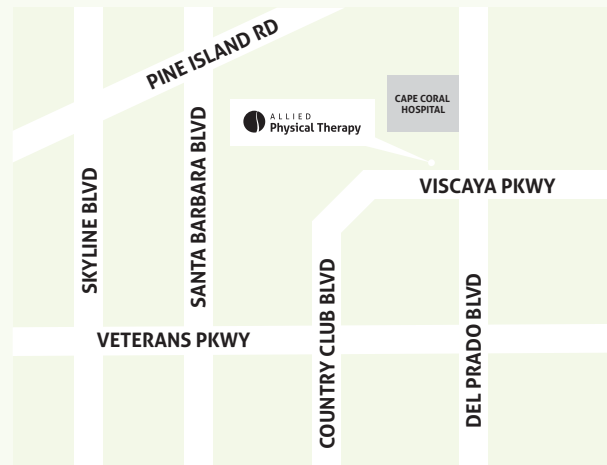 PINE ISLAND RD
CAPE CORAL
HOSPITAL
ALLIED
Physical Therapy
SANTA BARBARA BLVD
VISCAYA PKWY
SKYLINE BLVD
COUNTRY CLUB BLVD
DEL PRADO BLVD
VETERANS PKWY